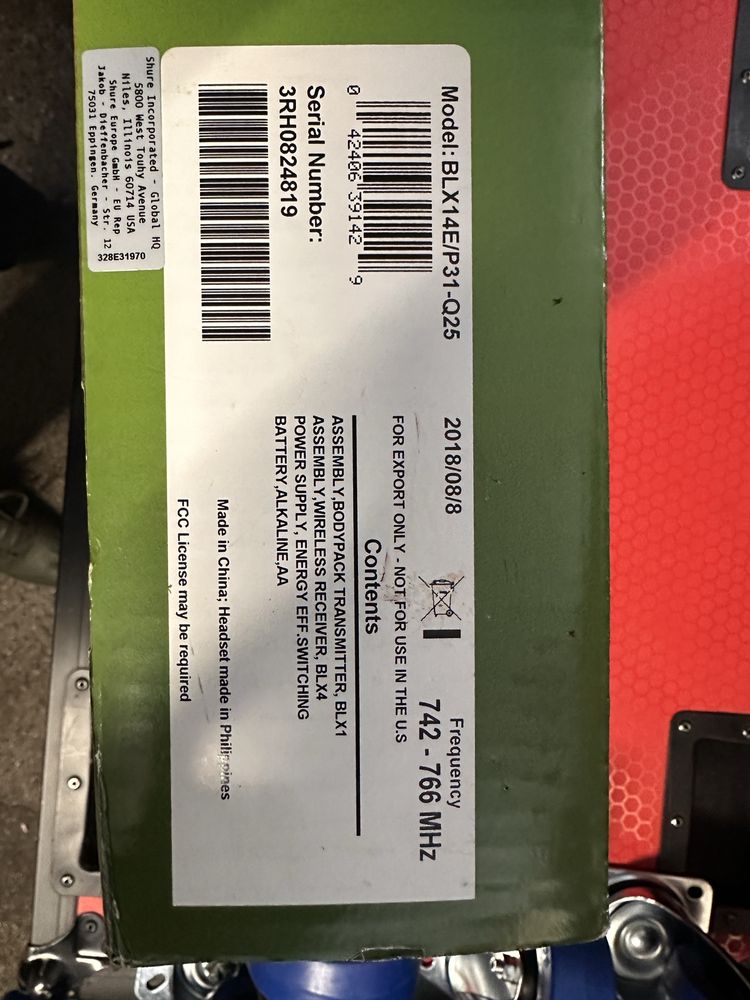 Model: BLX14E/P31-Q25
2018/08/8
Frequency
742 - 766 MHz
0 42406 39142 9
FOR EXPORT ONLY - NOT FOR USE IN THE U.S
Contents
Serial Number:
3RH0824819
ASSEMBLY,BODYPACK TRANSMITTER, BLX1
ASSEMBLY,WIRELESS RECEIVER, BLX4
POWER SUPPLY, ENERGY EFF.SWITCHING
BATTERY,ALKALINE,AA
Made in China; Headset made in Philippines
FCC License may be required
Shure Incorporated - Global HQ
5800 West Touhy Avenue
Niles, Illinois 60714 USA
Shure Europe GmbH - EU Rep
Jakob - Dieffenbacher - Str. 12
75031 Eppingen. Germany
328E31970